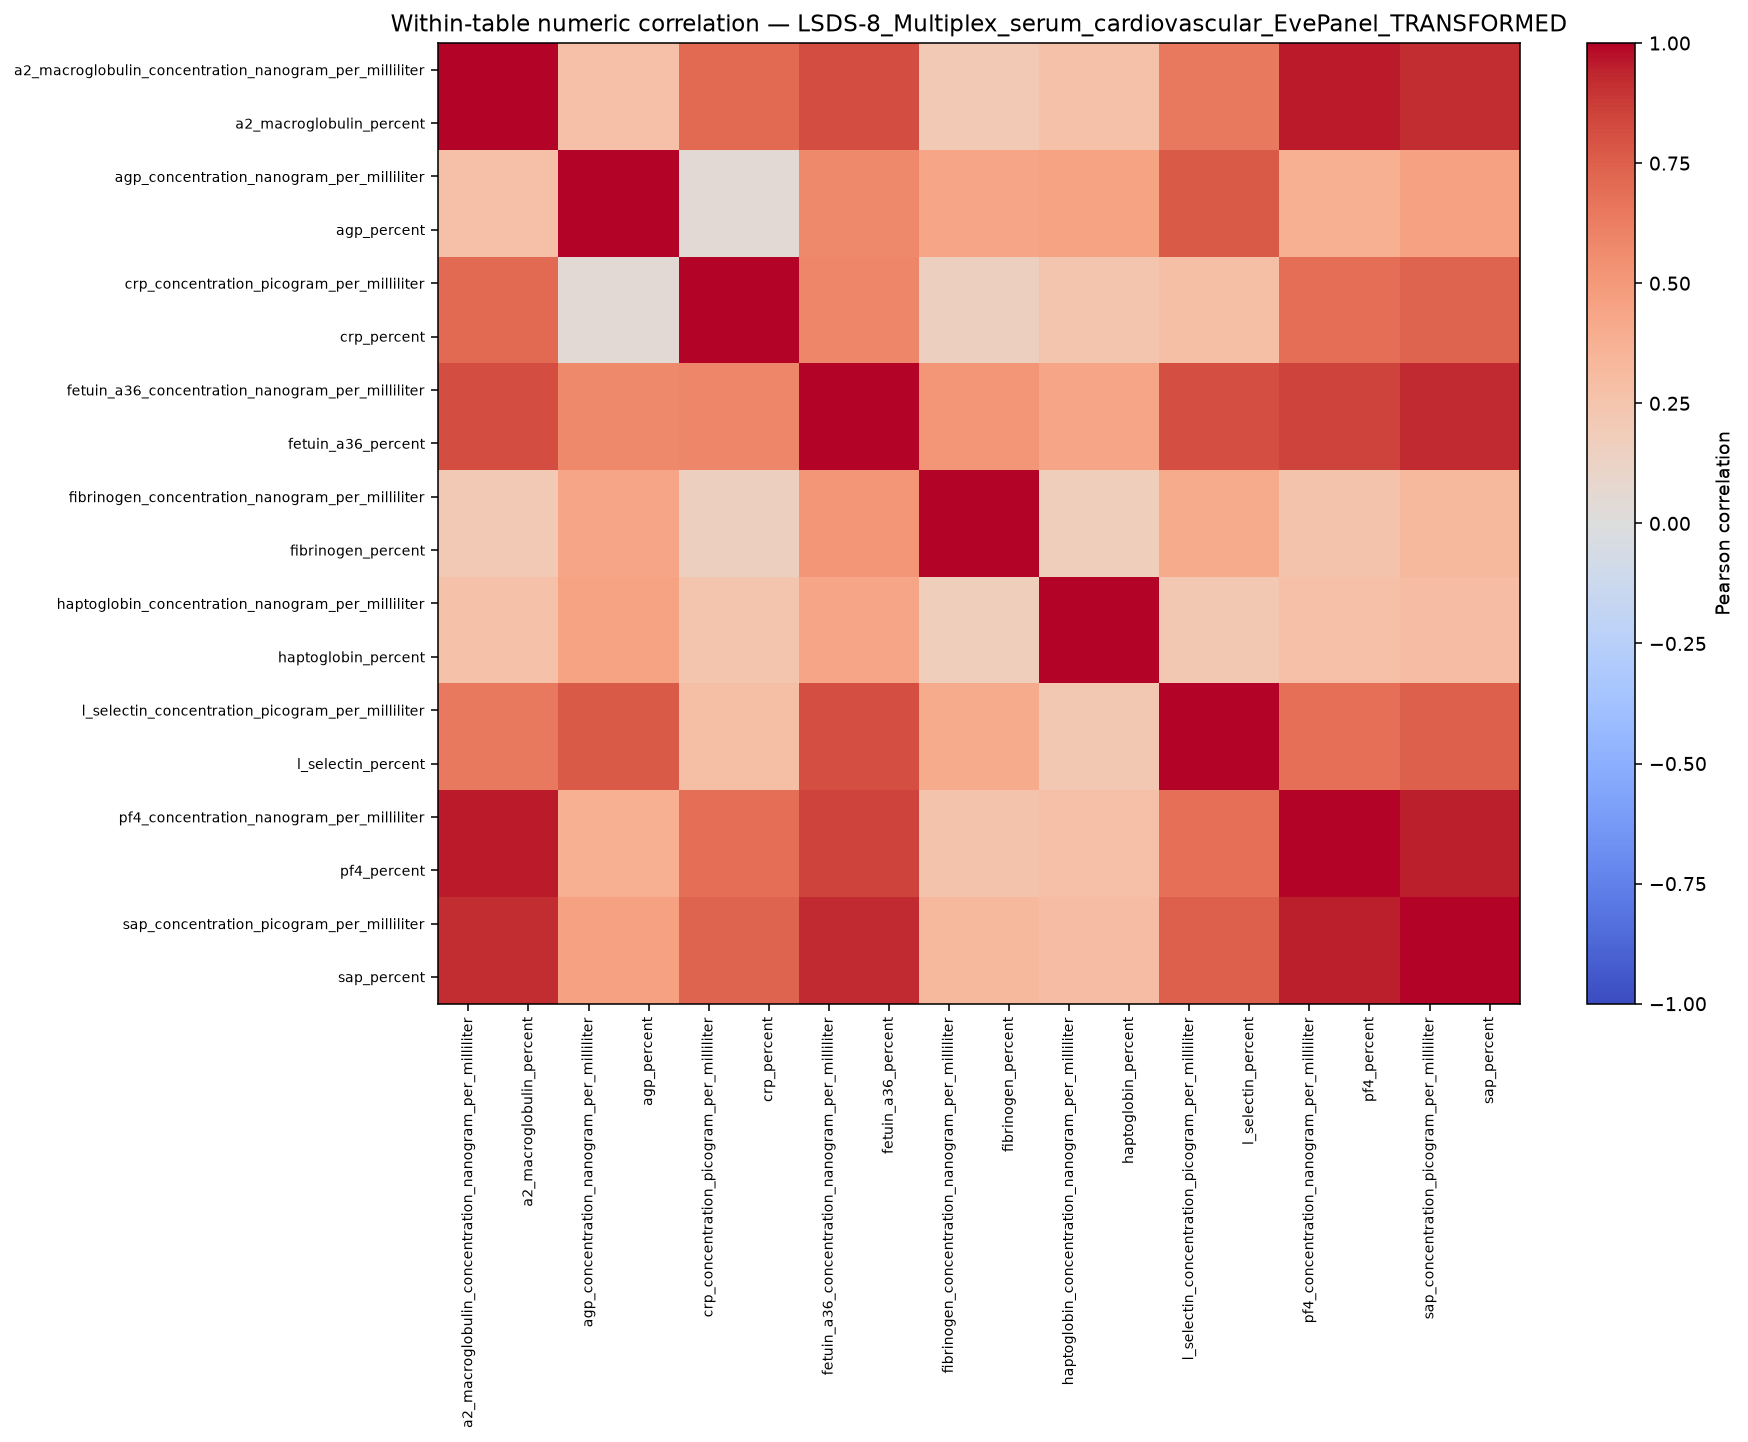 Within-table numeric correlation — LSDS-8_Multiplex_serum_cardiovascular_EvePanel_TRANSFORMED
a2_macroglobulin_concentration_nanogram_per_milliliter
a2_macroglobulin_percent
agp_concentration_nanogram_per_milliliter
agp_percent
crp_concentration_picogram_per_milliliter
crp_percent
fetuin_a36_concentration_nanogram_per_milliliter
fetuin_a36_percent
fibrinogen_concentration_nanogram_per_milliliter
fibrinogen_percent
haptoglobin_concentration_nanogram_per_milliliter
haptoglobin_percent
l_selectin_concentration_picogram_per_milliliter
l_selectin_percent
pf4_concentration_nanogram_per_milliliter
pf4_percent
sap_concentration_picogram_per_milliliter
sap_percent
a2_macroglobulin_concentration_nanogram_per_milliliter
a2_macroglobulin_percent
agp_concentration_nanogram_per_milliliter
agp_percent
crp_concentration_picogram_per_milliliter
crp_percent
fetuin_a36_concentration_nanogram_per_milliliter
fetuin_a36_percent
fibrinogen_concentration_nanogram_per_milliliter
fibrinogen_percent
haptoglobin_concentration_nanogram_per_milliliter
haptoglobin_percent
l_selectin_concentration_picogram_per_milliliter
l_selectin_percent
pf4_concentration_nanogram_per_milliliter
pf4_percent
sap_concentration_picogram_per_milliliter
sap_percent
1.00
0.75
0.50
0.25
0.00
−0.25
−0.50
−0.75
−1.00
Pearson correlation